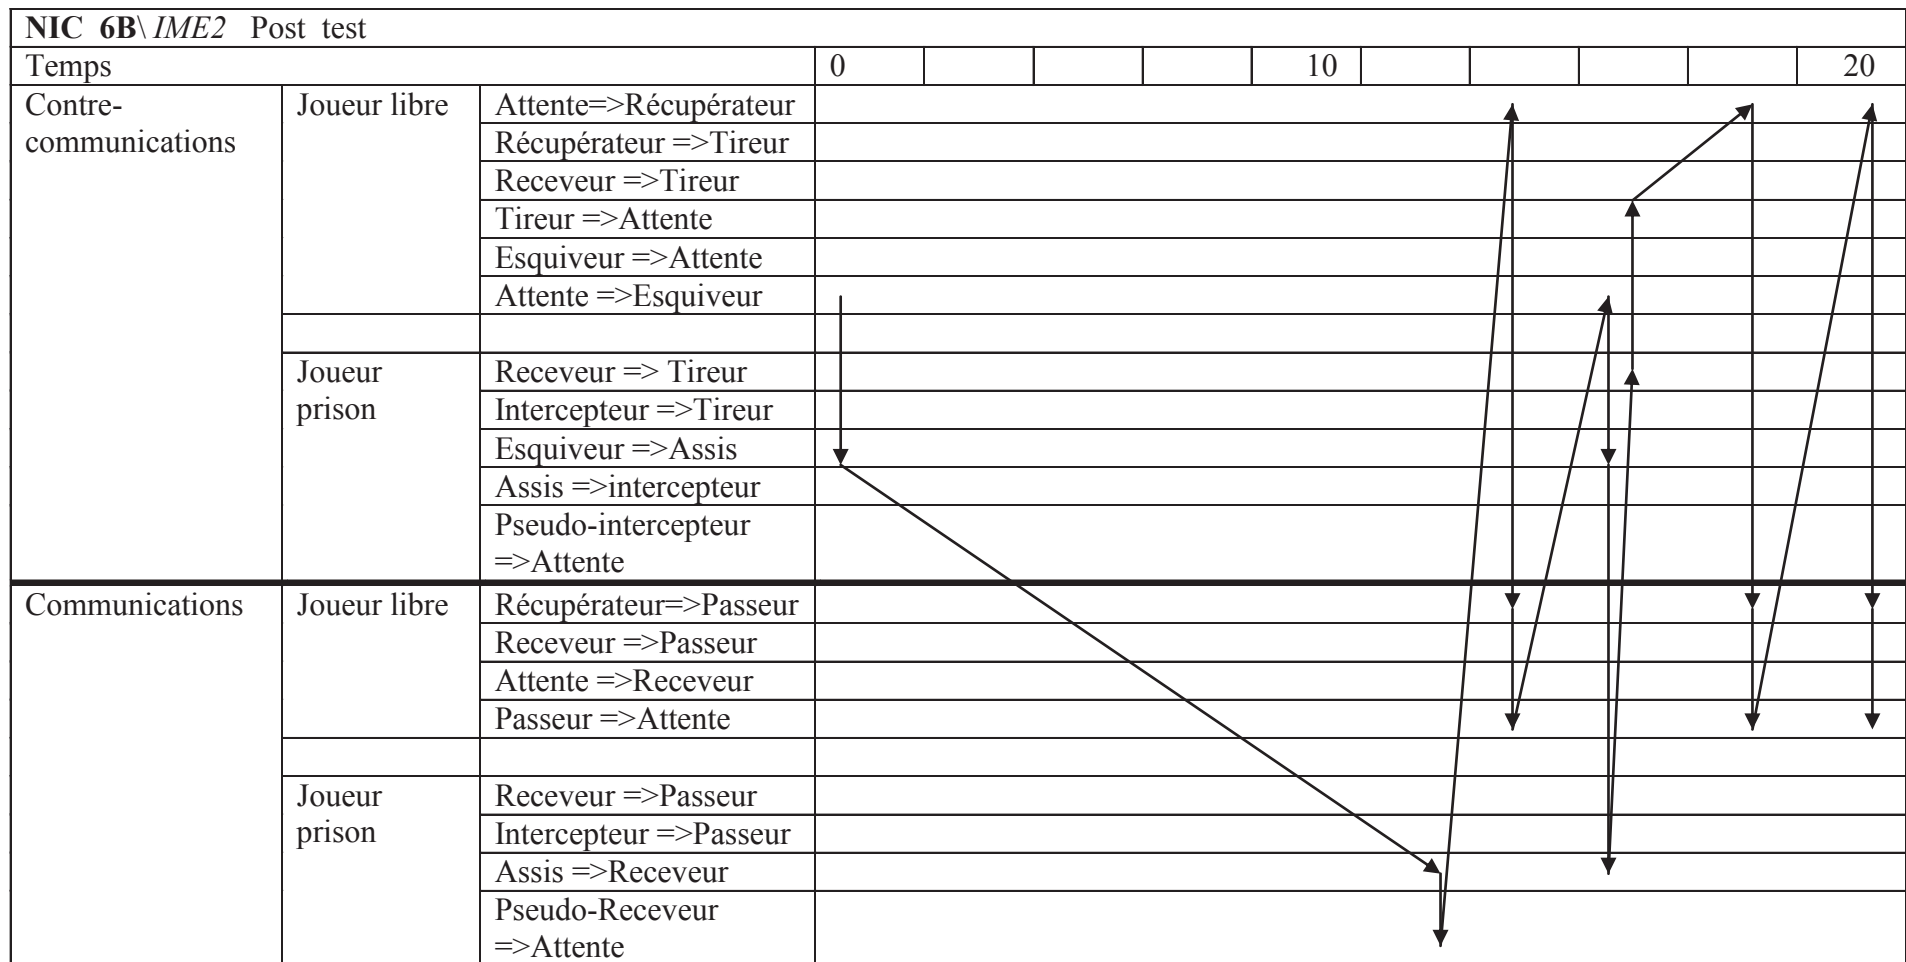 NIC 6B\ IME2 Post test
Temps 0 10 20
Contre- Joueur libre Attente=>Récupérateur
communications Récupérateur =>Tireur
Receveur =>Tireur
Tireur =>Attente
Esquiveur =>Attente
Attente =>Esquiveur
Joueur Receveur => Tireur
prison Intercepteur =>Tireur
Esquiveur =>Assis
Assis =>intercepteur
Pseudo-intercepteur
=>Attente
Communications Joueur libre Récupérateur=>Passeur
Receveur =>Passeur
Attente =>Receveur
Passeur =>Attente
Joueur Receveur =>Passeur
prison Intercepteur =>Passeur
Assis =>Receveur
Pseudo-Receveur
=>Attente